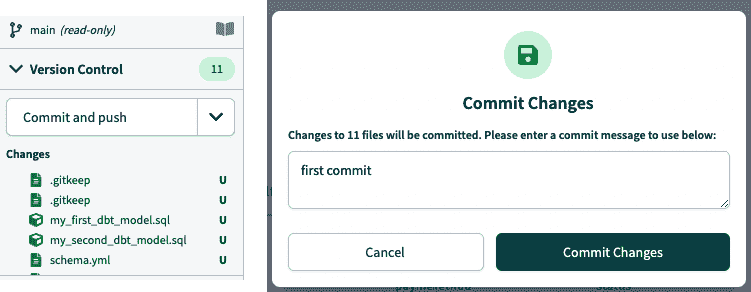 main (read-only)
Version Control 11
Commit and push
Changes
.gitkeep U
.gitkeep U
my_first_dbt_model.sql U
my_second_dbt_model.sql U
schema.yml U
Commit Changes
Changes to 11 files will be committed. Please enter a commit message to use below:
first commit
Cancel Commit Changes